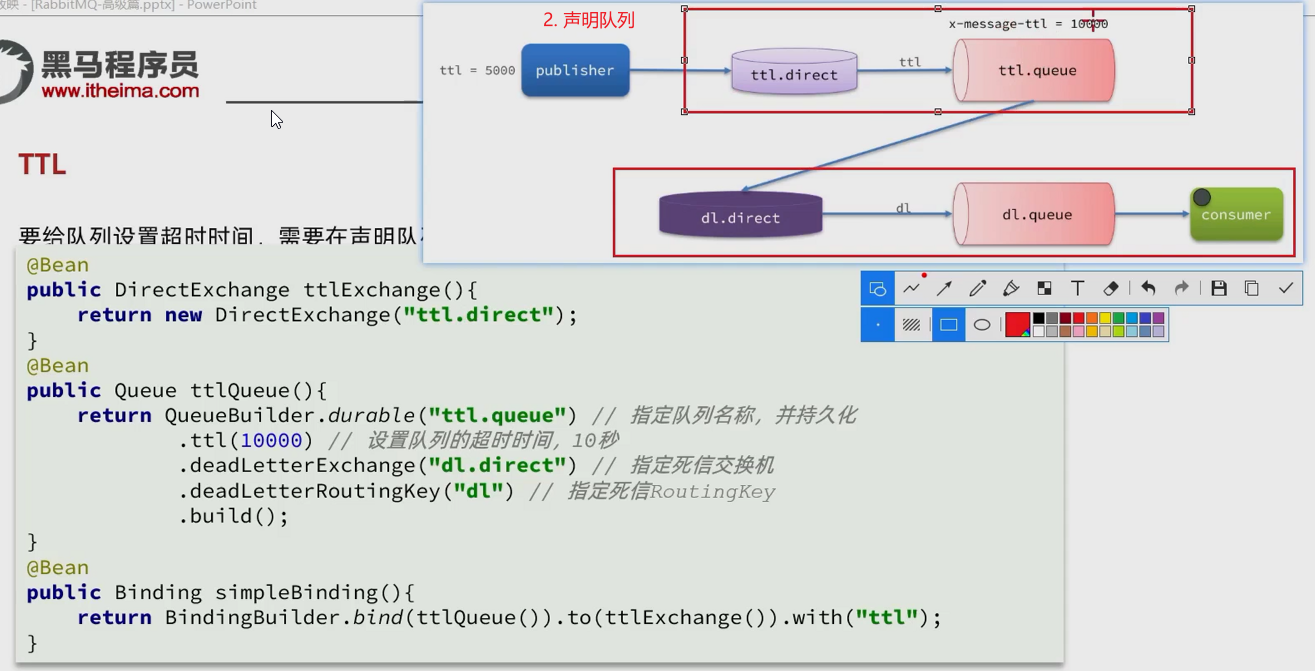 放映 - [RabbitMQ-高级篇.pptx] - PowerPoint
黑马程序员
www.itheima.com
2. 声明队列
x-message-ttl = 10000
ttl = 5000
publisher
ttl.direct
ttl
ttl.queue
dl.direct
dl
dl.queue
consumer
TTL
要给队列设置超时时间，需要在声明队
@Bean
public DirectExchange ttlExchange(){
    return new DirectExchange("ttl.direct");
}
@Bean
public Queue ttlQueue(){
    return QueueBuilder.durable("ttl.queue") // 指定队列名称，并持久化
            .ttl(10000) // 设置队列的超时时间，10秒
            .deadLetterExchange("dl.direct") // 指定死信交换机
            .deadLetterRoutingKey("dl") // 指定死信RoutingKey
            .build();
}
@Bean
public Binding simpleBinding(){
    return BindingBuilder.bind(ttlQueue()).to(ttlExchange()).with("ttl");
}